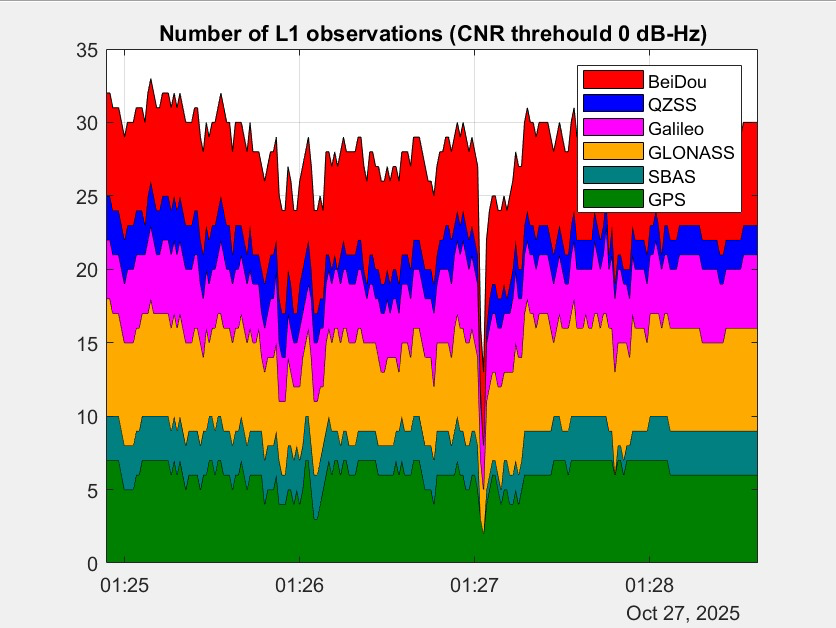 Number of L1 observations (CNR threhould 0 dB-Hz)
35
30
25
20
15
10
5
0
BeiDou
QZSS
Galileo
GLONASS
SBAS
GPS
01:25 01:26 01:27 01:28
Oct 27, 2025